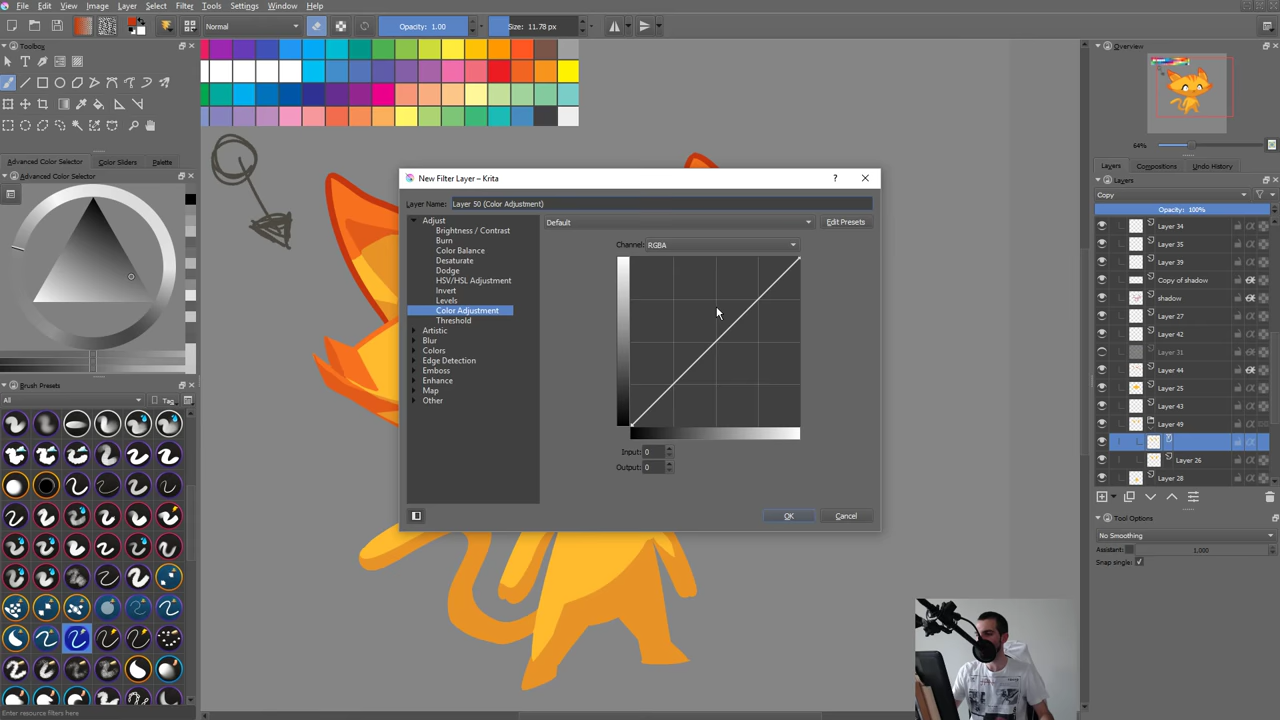 File Edit View Image Layer Select Filter Tools Settings Window Help
Normal Opacity: 1.00 Size: 11.78 px
Toolbox
Advanced Color Selector Color Sliders Palette
Advanced Color Selector
Brush Presets
All Tag
Enter resource filters here
New Filter Layer – Krita
Layer Name: Layer 50 (Color Adjustment)
Adjust
Brightness / Contrast
Burn
Color Balance
Desaturate
Dodge
HSV/HSL Adjustment
Invert
Levels
Color Adjustment
Threshold
Artistic
Blur
Colors
Edge Detection
Emboss
Enhance
Map
Other
Default Edit Presets
Channel: RGBA
Input: 0
Output: 0
OK Cancel
Overview
64%
Layers Compositions Undo History
Layers
Copy
Opacity: 100%
Layer 34
Layer 35
Layer 39
Copy of shadow
shadow
Layer 27
Layer 42
Layer 31
Layer 44
Layer 25
Layer 43
Layer 49
Layer 26
Layer 28
Tool Options
No Smoothing
Assistant: 1.000
Snap single: